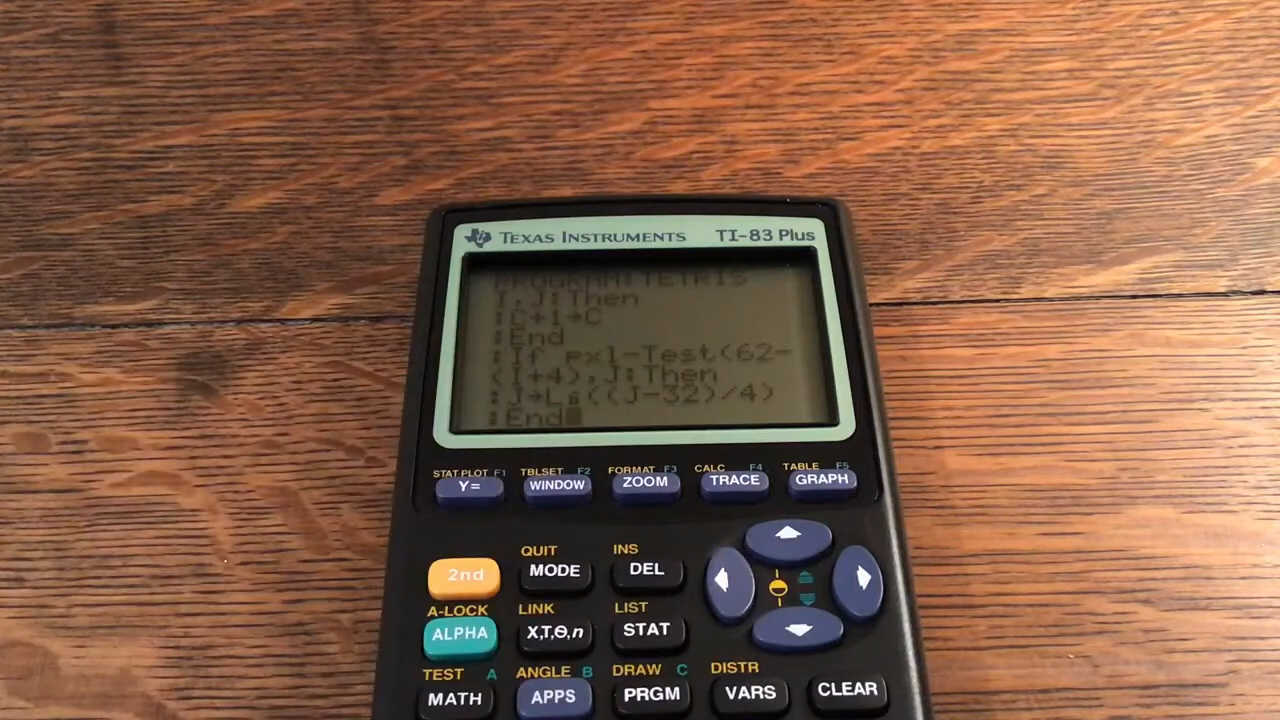 TEXAS INSTRUMENTS TI-83 Plus
PROGRAM:TETRIS
I,J:Then
:C+1→C
:End
:If pxl-Test(62-
(I+4),J:Then
:J→L₆((J-32)/4)
:End
STAT PLOT F1 TBLSET F2 FORMAT F3 CALC F4 TABLE F5
Y= WINDOW ZOOM TRACE GRAPH
QUIT INS
2nd MODE DEL
A-LOCK LINK LIST
ALPHA X,T,Θ,n STAT
TEST A ANGLE B DRAW C DISTR
MATH APPS PRGM VARS CLEAR